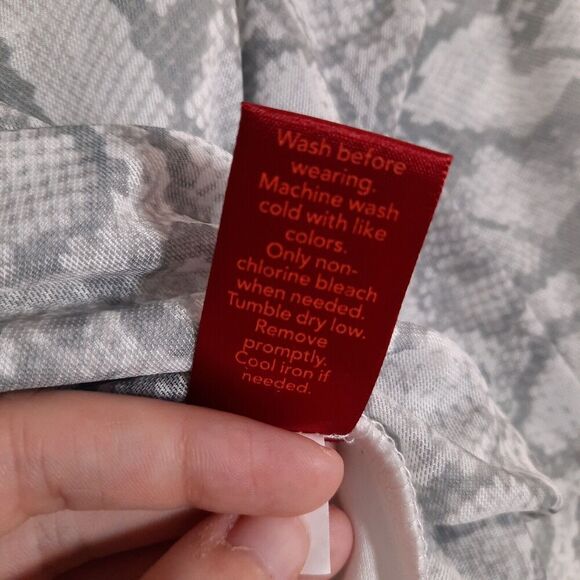 Wash before
wearing.
Machine wash
cold with like
colors.
Only non-
chlorine bleach
when needed.
Tumble dry low.
Remove
promptly.
Cool iron if
needed.